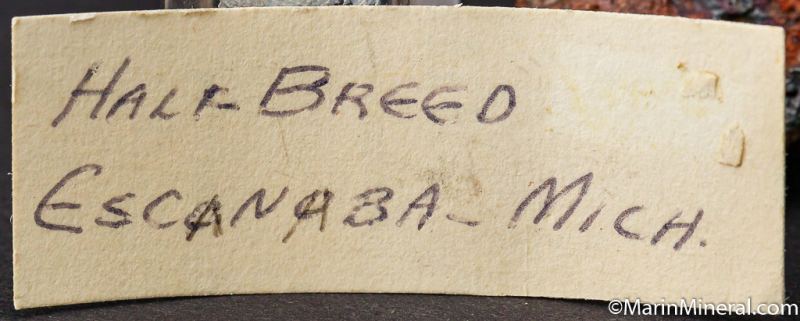 HALF BREED
ESCANABA - MICH.
©MarinMineral.com